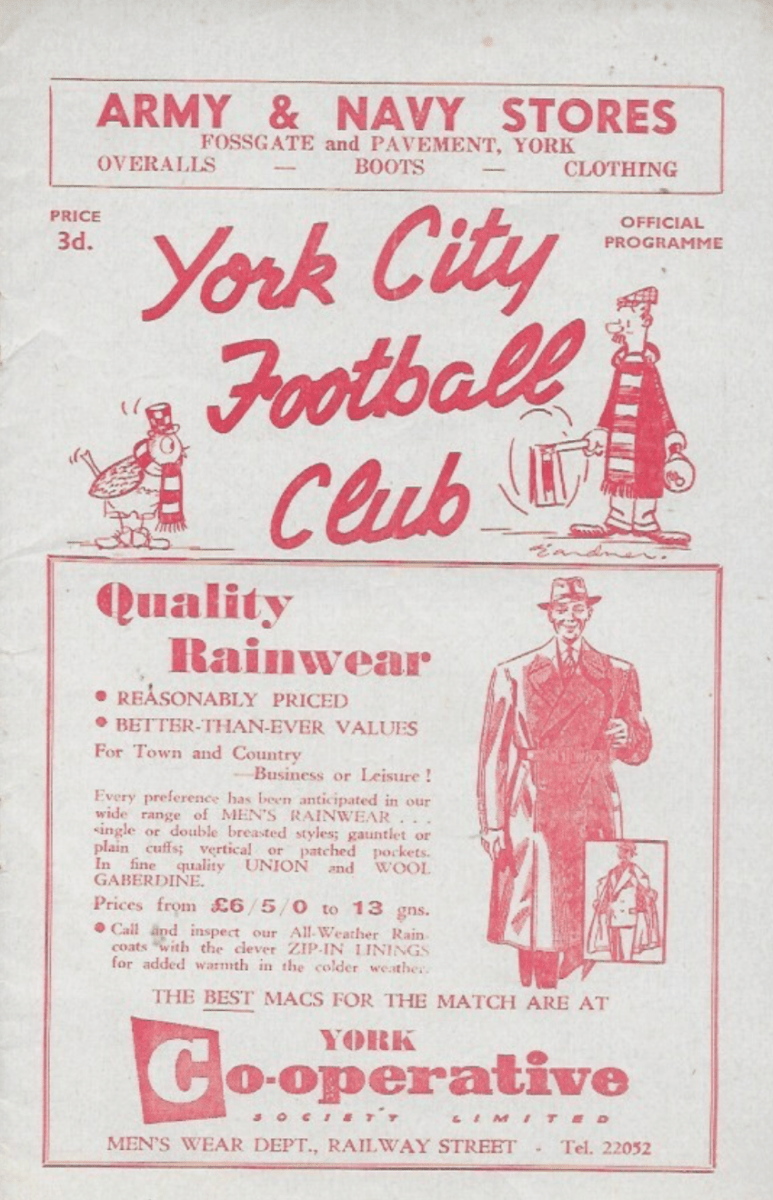 ARMY & NAVY STORES
FOSSGATE and PAVEMENT, YORK
OVERALLS — BOOTS — CLOTHING
PRICE
3d.
OFFICIAL
PROGRAMME
York City
Football
Club
Gardner.
Quality
Rainwear
• REASONABLY PRICED
• BETTER-THAN-EVER VALUES
For Town and Country
—Business or Leisure !
Every preference has been anticipated in our
wide range of MEN'S RAINWEAR . . .
single or double breasted styles; gauntlet or
plain cuffs; vertical or patched pockets.
In fine quality UNION and WOOL
GABERDINE.
Prices from £6/5/0 to 13 gns.
• Call and inspect our All-Weather Rain-
coats with the clever ZIP-IN LININGS
for added warmth in the colder weather.
THE BEST MACS FOR THE MATCH ARE AT
YORK
Co-operative
SOCIETY LIMITED
MEN'S WEAR DEPT., RAILWAY STREET - Tel. 22052